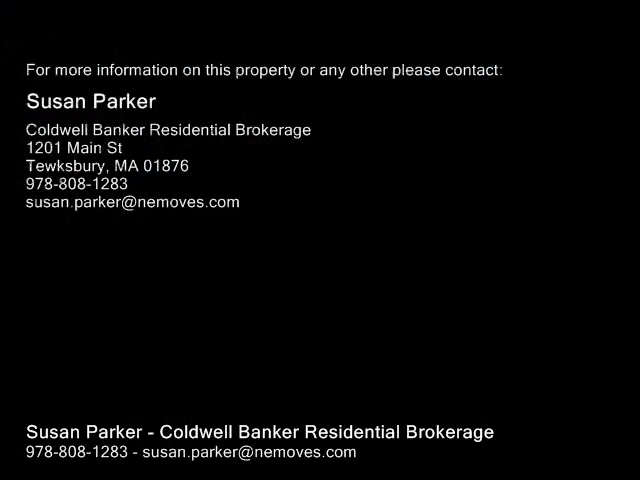 For more information on this property or any other please contact:
Susan Parker
Coldwell Banker Residential Brokerage
1201 Main St
Tewksbury, MA 01876
978-808-1283
susan.parker@nemoves.com
Susan Parker - Coldwell Banker Residential Brokerage
978-808-1283 - susan.parker@nemoves.com